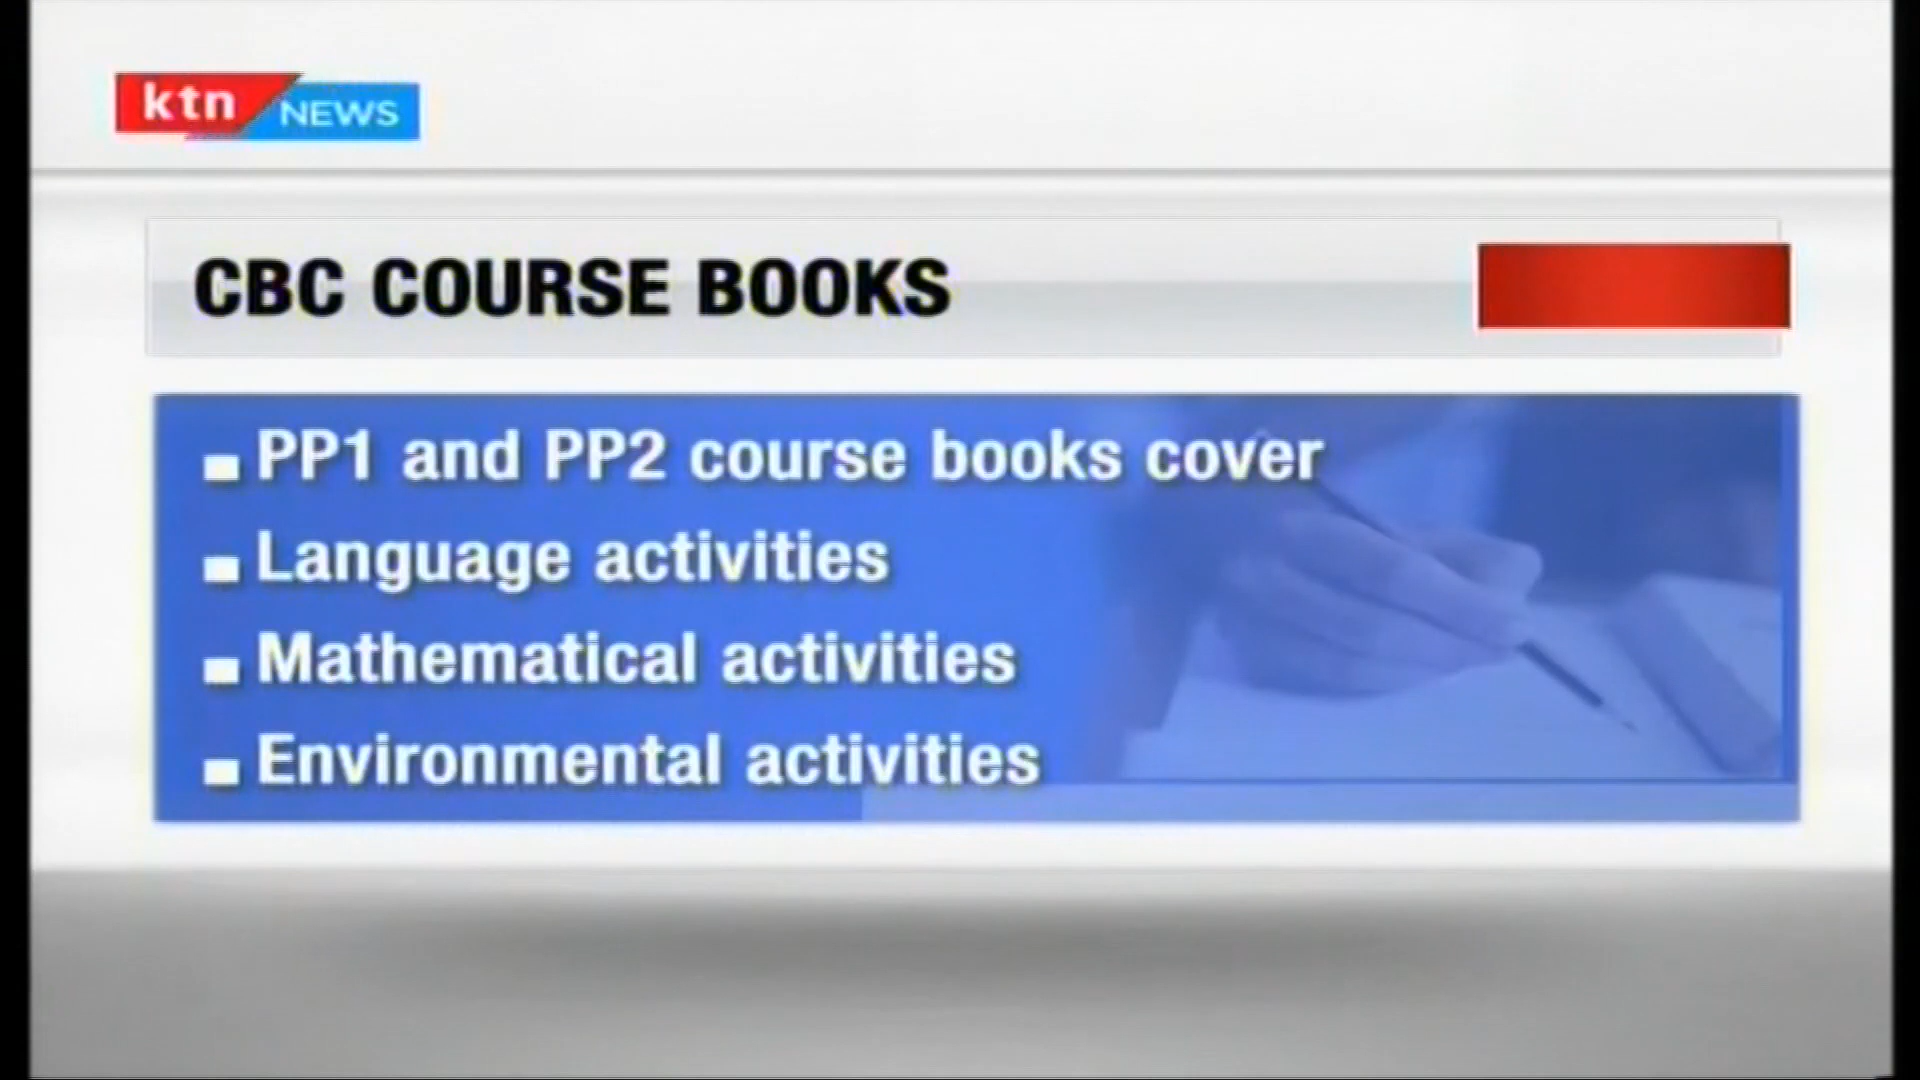 ktn NEWS
CBC COURSE BOOKS
PP1 and PP2 course books cover
Language activities
Mathematical activities
Environmental activities